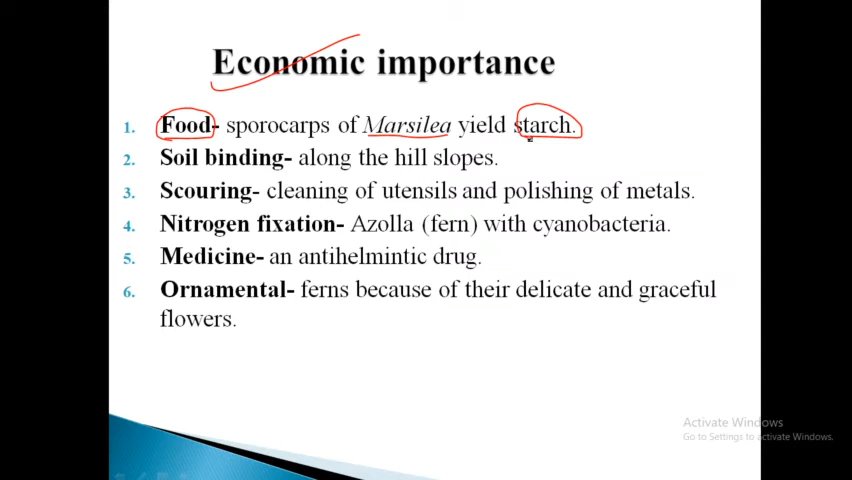 Economic importance
1. Food- sporocarps of Marsilea yield starch.
2. Soil binding- along the hill slopes.
3. Scouring- cleaning of utensils and polishing of metals.
4. Nitrogen fixation- Azolla (fern) with cyanobacteria.
5. Medicine- an antihelmintic drug.
6. Ornamental- ferns because of their delicate and graceful
flowers.
Activate Windows
Go to Settings to Activate Windows.